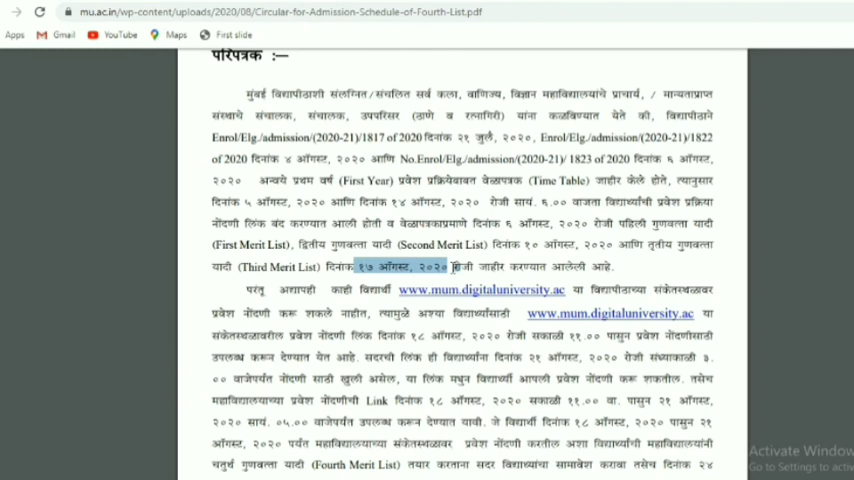 mu.ac.in/wp-content/uploads/2020/08/Circular-for-Admission-Schedule-of-Fourth-List.pdf
Apps Gmail YouTube Maps First slide
परिपत्रक :—
मुंबई विद्यापीठाशी संलग्नित/संचलित सर्व कला, वाणिज्य, विज्ञान महाविद्यालयांचे प्राचार्य, / मान्यताप्राप्त
संस्थाचे संचालक, संचालक, उपपरिसर (ठाणे व रत्नागिरी) यांना कळविण्यात येते की, विद्यापीठाने
Enrol/Elg./admission/(2020-21)/1817 of 2020 दिनांक २१ जुलै, २०२०, Enrol/Elg./admission/(2020-21)/1822
of 2020 दिनांक ४ ऑगस्ट, २०२० आणि No.Enrol/Elg./admission/(2020-21)/ 1823 of 2020 दिनांक ६ ऑगस्ट,
२०२० अन्वये प्रथम वर्ष (First Year) प्रवेश प्रक्रियेबाबत वेळापत्रक (Time Table) जाहीर केले होते, त्यानुसार
दिनांक ५ ऑगस्ट, २०२० आणि दिनांक १४ ऑगस्ट, २०२० रोजी सायं. ६.०० वाजता विद्यार्थ्यांची प्रवेश प्रक्रिया
नोंदणी लिंक बंद करण्यात आली होती व वेळापत्रकाप्रमाणे दिनांक ६ ऑगस्ट, २०२० रोजी पहिली गुणवत्ता यादी
(First Merit List), द्वितीय गुणवत्ता यादी (Second Merit List) दिनांक १० ऑगस्ट, २०२० आणि तृतीय गुणवत्ता
यादी (Third Merit List) दिनांक १७ ऑगस्ट, २०२० रोजी जाहीर करण्यात आलेली आहे.
परंतू अद्यापही काही विद्यार्थी www.mum.digitaluniversity.ac या विद्यापीठाच्या संकेतस्थळावर
प्रवेश नोंदणी करू शकले नाहीत, त्यामुळे अश्या विद्यार्थ्यांसाठी www.mum.digitaluniversity.ac या
संकेतस्थळावरील प्रवेश नोंदणी लिंक दिनांक १८ ऑगस्ट, २०२० रोजी सकाळी ११.०० पासुन प्रवेश नोंदणीसाठी
उपलब्ध करून देण्यात येत आहे. सदरची लिंक ही विद्यार्थ्यांना दिनांक २१ ऑगस्ट, २०२० रोजी संध्याकाळी ३.
०० वाजेपर्यंत नोंदणी साठी खुली असेल, या लिंक मधुन विद्यार्थ्यी आपली प्रवेश नोंदणी करू शकतील. तसेच
महाविद्यालयाच्या प्रवेश नोंदणीची Link दिनांक १८ ऑगस्ट, २०२० सकाळी ११.०० वा. पासुन २१ ऑगस्ट,
२०२० सायं. ०५.०० वाजेपर्यंत उपलब्ध करून देण्यात यावी. जे विद्यार्थी दिनांक १८ ऑगस्ट, २०२० पासुन २१
ऑगस्ट, २०२० पर्यंत महाविद्यालयाच्या संकेतस्थळावर प्रवेश नोंदणी करतील अशा विद्यार्थ्यांची महाविद्यालयांनी
चतुर्थ गुणवत्ता यादी (Fourth Merit List) तयार करताना सदर विद्यार्थ्यांचा सामावेश करावा तसेच दिनांक २४
Activate Window
Go to Settings to activ